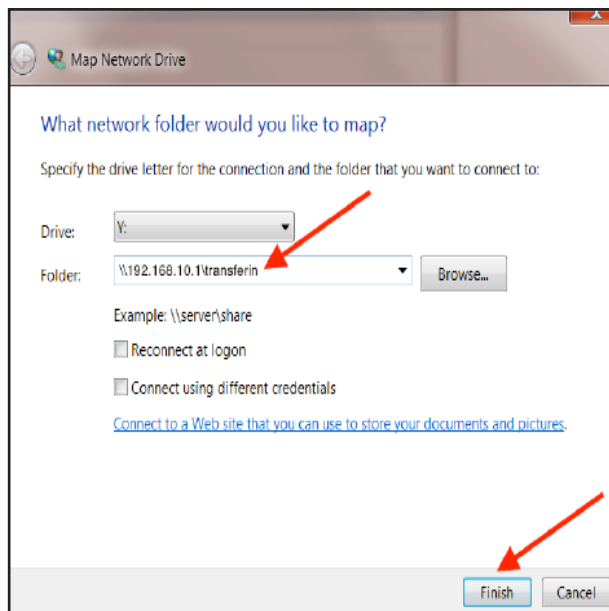 Map Network Drive
What network folder would you like to map?
Specify the drive letter for the connection and the folder that you want to connect to:
Drive: Y:
Folder: \\192.168.10.1\transferin Browse...
Example: \\server\share
Reconnect at logon
Connect using different credentials
Connect to a Web site that you can use to store your documents and pictures.
Finish Cancel